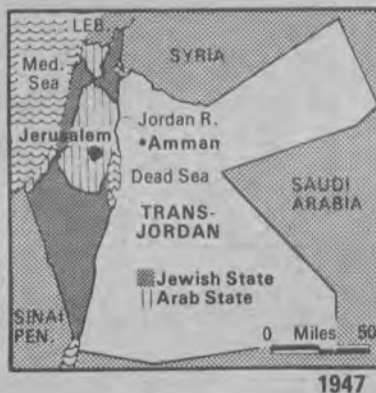 LEB.
SYRIA
Med.
Sea
Jordan R.
Jerusalem
•Amman
Dead Sea
SAUDI
ARABIA
TRANS-
JORDAN
Jewish State
Arab State
SINAI
PEN.
0 Miles 50
1947